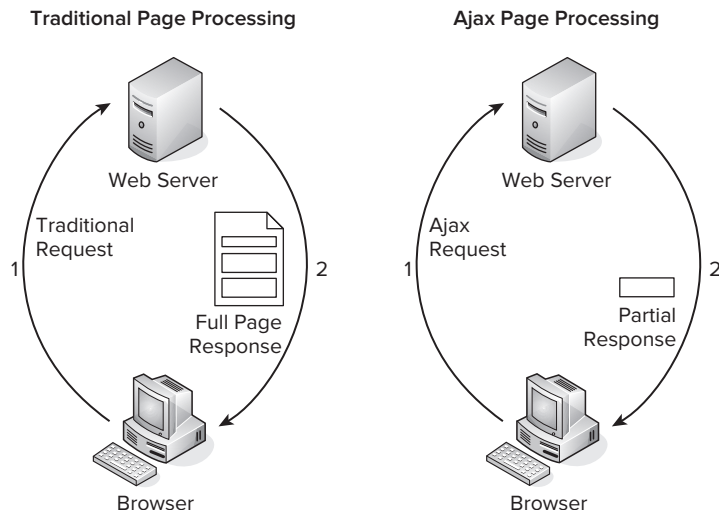 Traditional Page Processing
Web Server
Traditional
Request
1
2
Full Page
Response
Browser
Ajax Page Processing
Web Server
Ajax
Request
1
2
Partial
Response
Browser